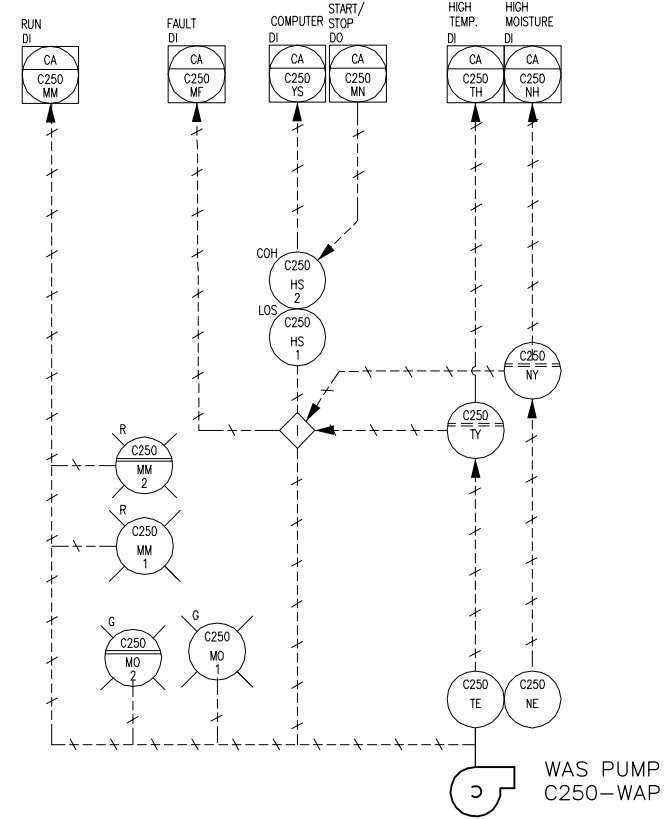 RUN
DI
FAULT
DI
COMPUTER
DI
START/
STOP
DO
HIGH
TEMP.
DI
HIGH
MOISTURE
DI
CA
C250
MM
CA
C250
MF
CA
C250
YS
CA
C250
MN
CA
C250
TH
CA
C250
NH
COH
C250
HS
2
LOS
C250
HS
1
C250
NY
I
C250
TY
R
C250
MM
2
R
C250
MM
1
G
C250
MO
2
G
C250
MO
1
C250
TE
C250
NE
WAS PUMP
C250-WAP